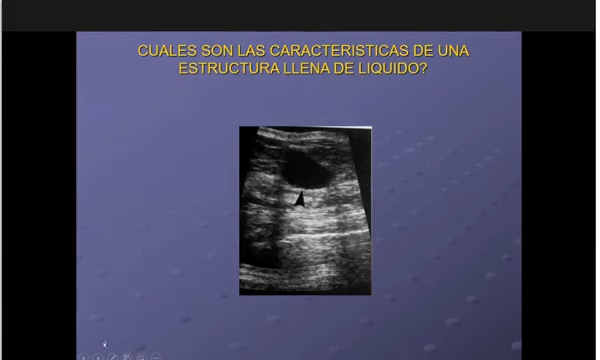 CUALES SON LAS CARACTERISTICAS DE UNA
ESTRUCTURA LLENA DE LIQUIDO?